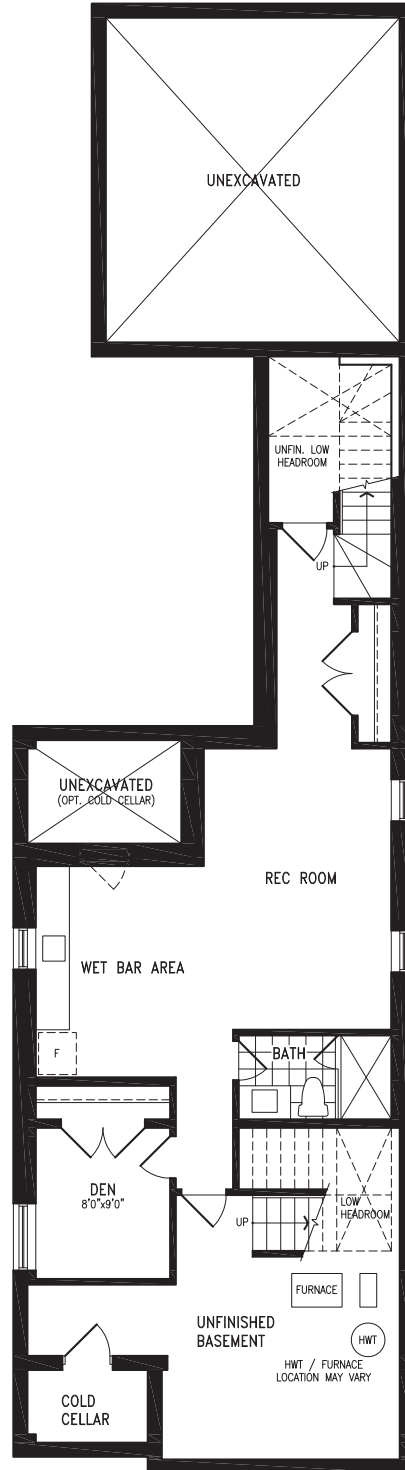 UNEXCAVATED
UNFIN. LOW
HEADROOM
UP
UNEXCAVATED
(OPT. COLD CELLAR)
REC ROOM
WET BAR AREA
F
BATH
DEN
8'0"x9'0"
LOW
HEADROOM
UP
FURNACE
UNFINISHED
BASEMENT
HWT
HWT / FURNACE
LOCATION MAY VARY
COLD
CELLAR